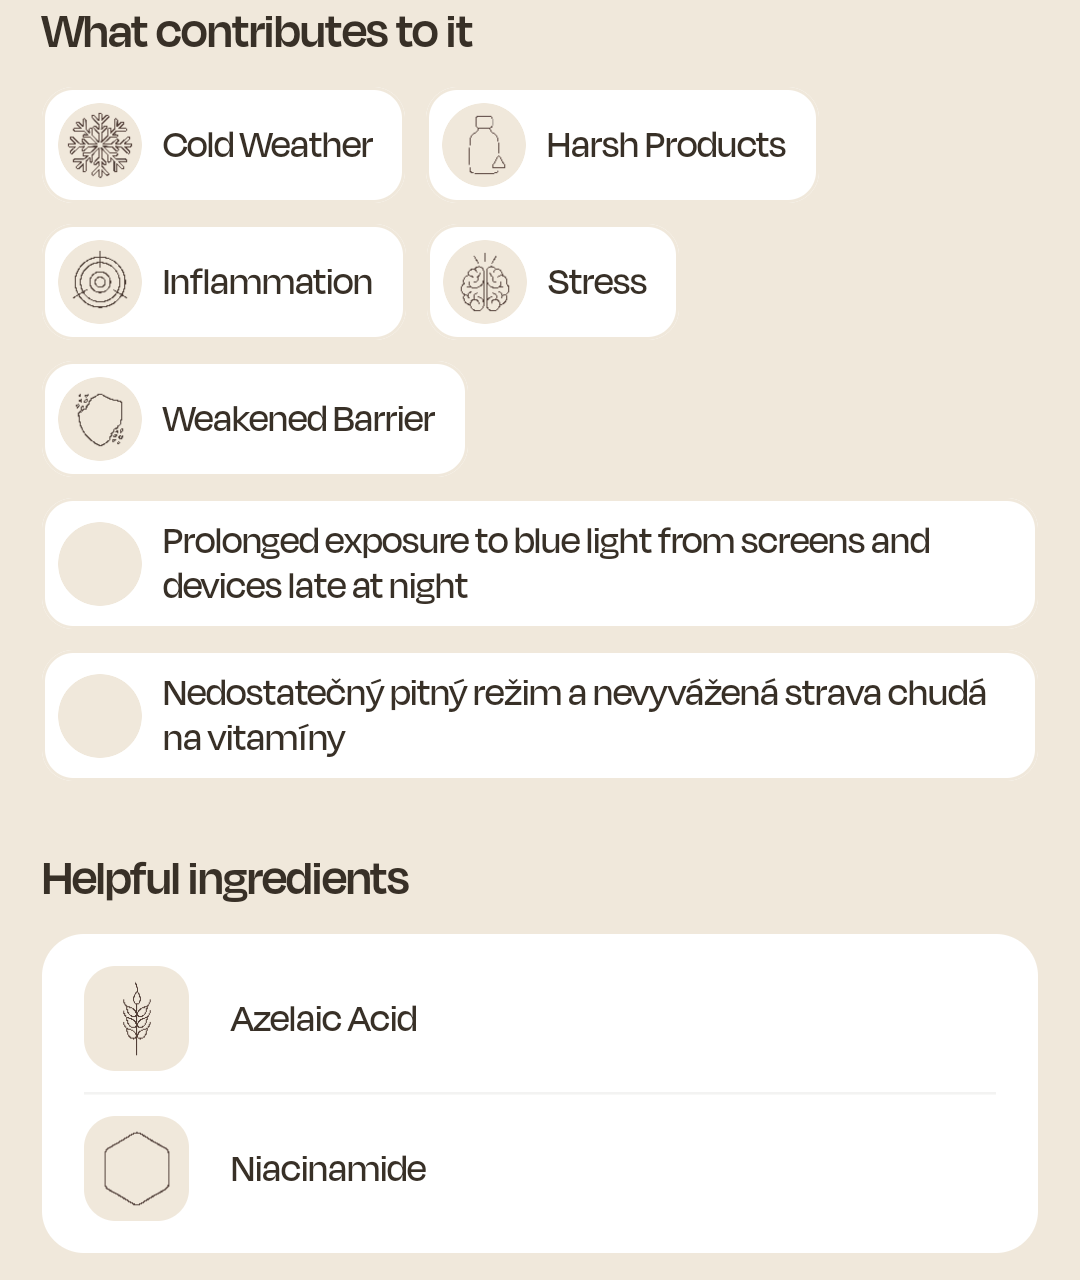 What contributes to it
Cold Weather
Harsh Products
Inflammation
Stress
Weakened Barrier
Prolonged exposure to blue light from screens and
devices late at night
Nedostatečný pitný režim a nevyvážená strava chudá
na vitamíny
Helpful ingredients
Azelaic Acid
Niacinamide